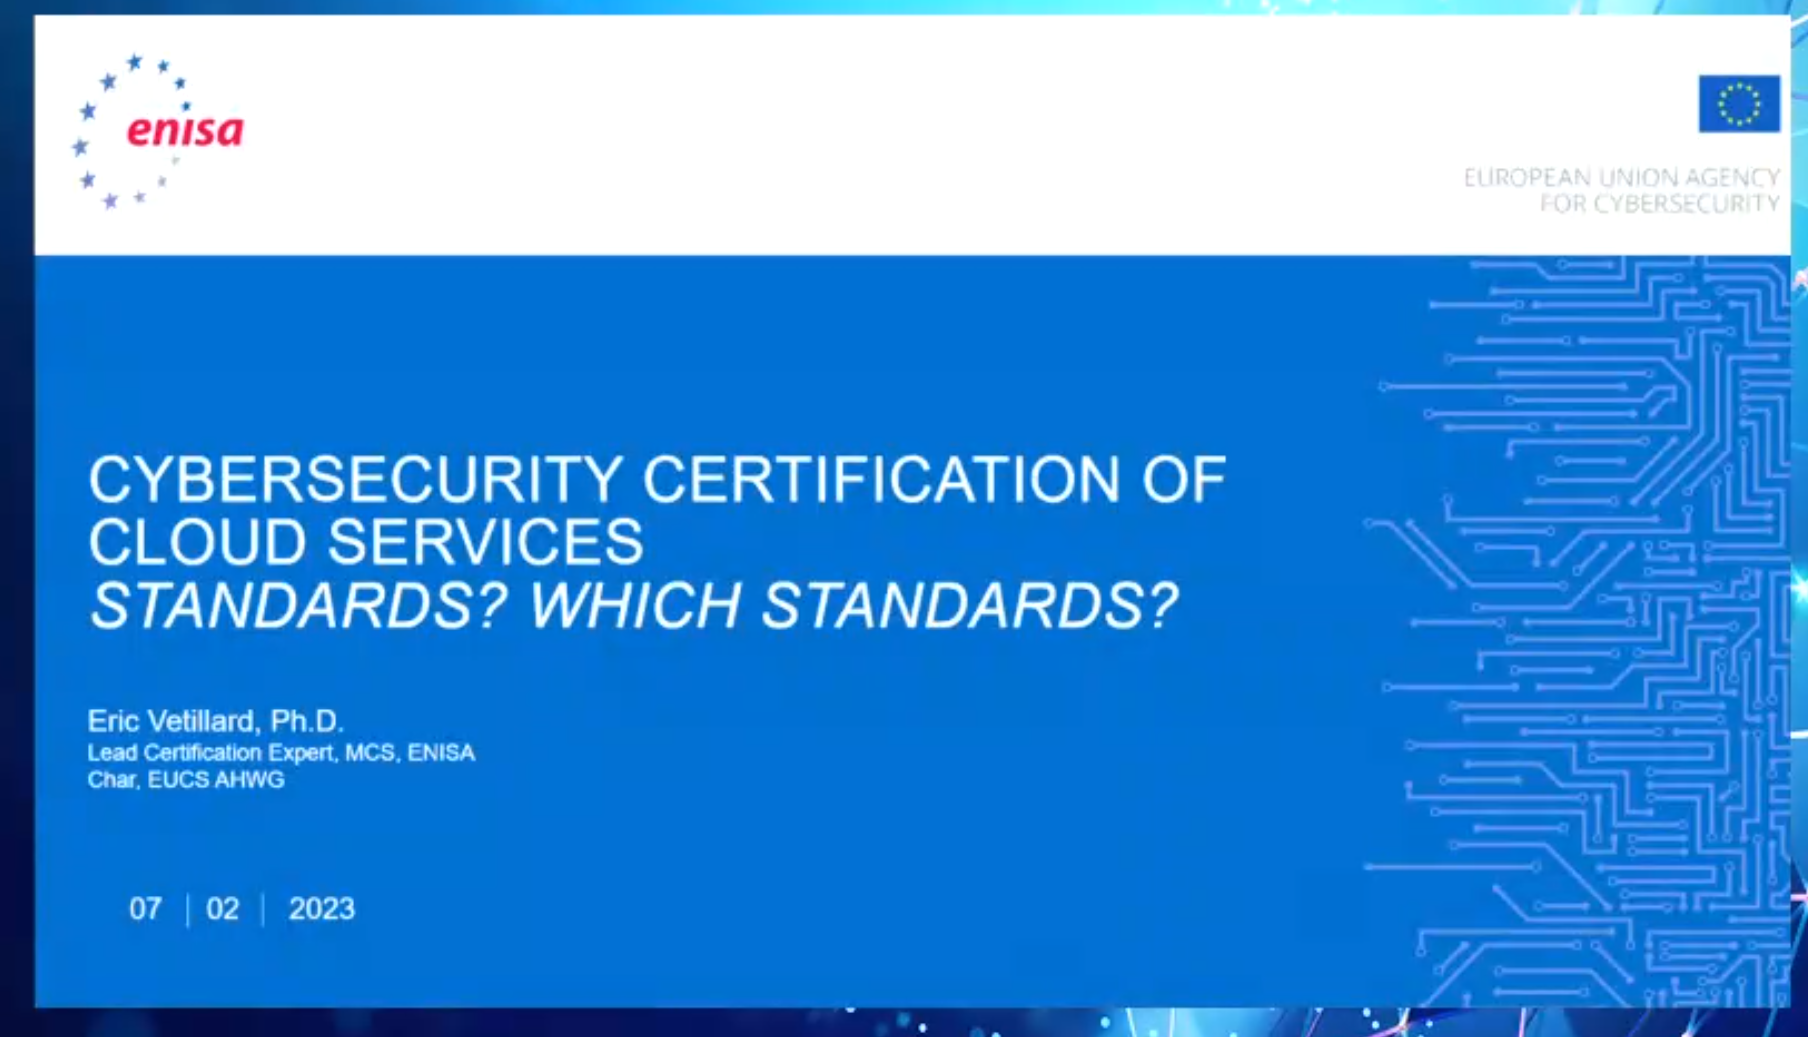 enisa
EUROPEAN UNION AGENCY
FOR CYBERSECURITY
CYBERSECURITY CERTIFICATION OF
CLOUD SERVICES
STANDARDS? WHICH STANDARDS?
Eric Vetillard, Ph.D.
Lead Certification Expert, MCS, ENISA
Char, EUCS AHWG
07 | 02 | 2023